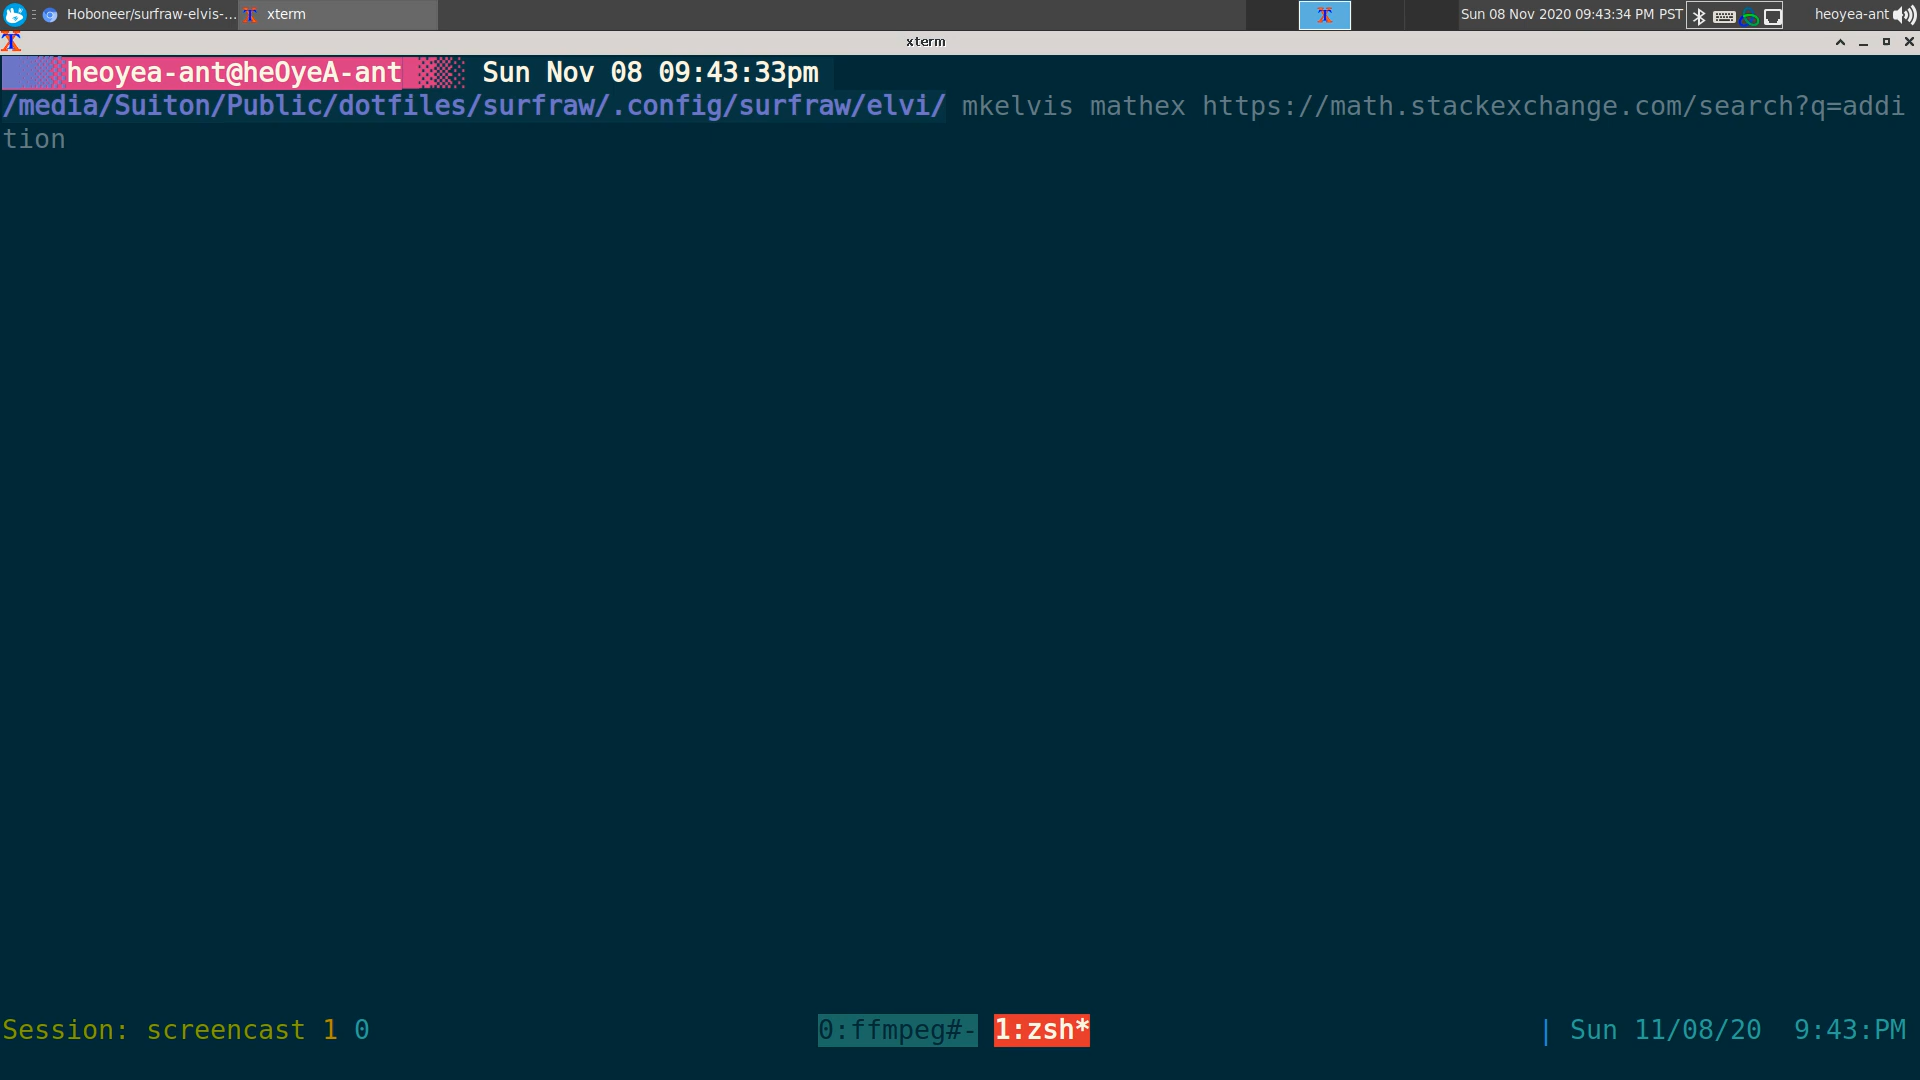 Hoboneer/surfraw-elvis-... xterm Sun 08 Nov 2020 09:43:34 PM PST heoyea-ant
xterm
heoyea-ant@heOyeA-ant Sun Nov 08 09:43:33pm
/media/Suiton/Public/dotfiles/surfraw/.config/surfraw/elvi/ mkelvis mathex https://math.stackexchange.com/search?q=addi
tion
Session: screencast 1 0 0:ffmpeg#- 1:zsh* | Sun 11/08/20 9:43:PM